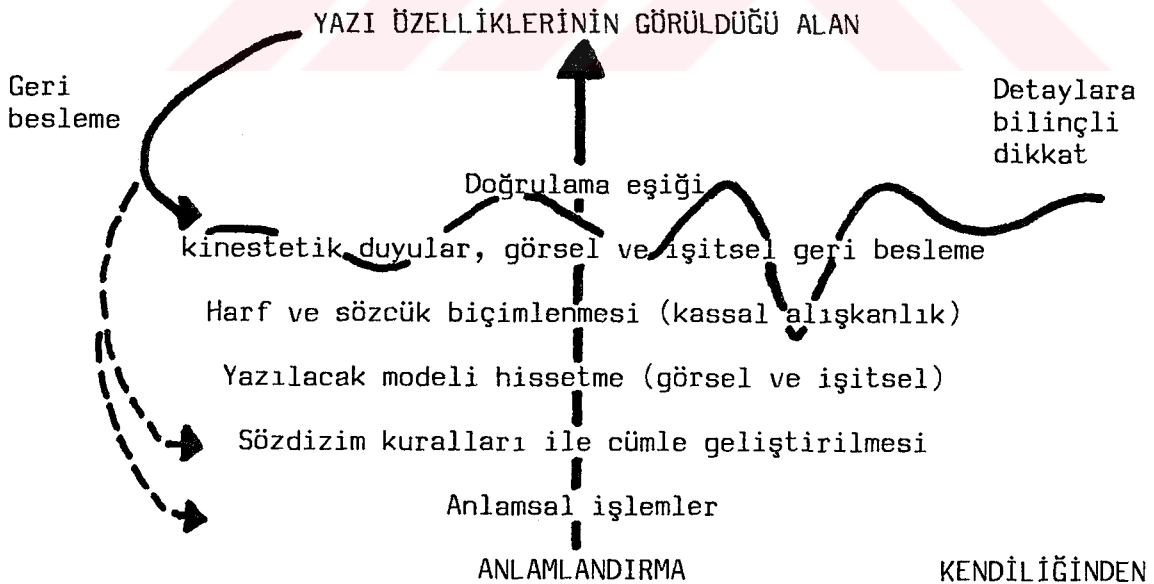 YAZI ÖZELLİKLERİNİN GÖRÜLDÜĞÜ ALAN
Geri
besleme
Detaylara
bilinçli
dikkat
Doğrulama eşiği
kinestetik duyular, görsel ve işitsel geri besleme
Harf ve sözcük biçimlenmesi (kassal alışkanlık)
Yazılacak modeli hissetme (görsel ve işitsel)
Sözdizim kuralları ile cümle geliştirilmesi
Anlamsal işlemler
ANLAMLANDIRMA KENDİLİĞİNDEN